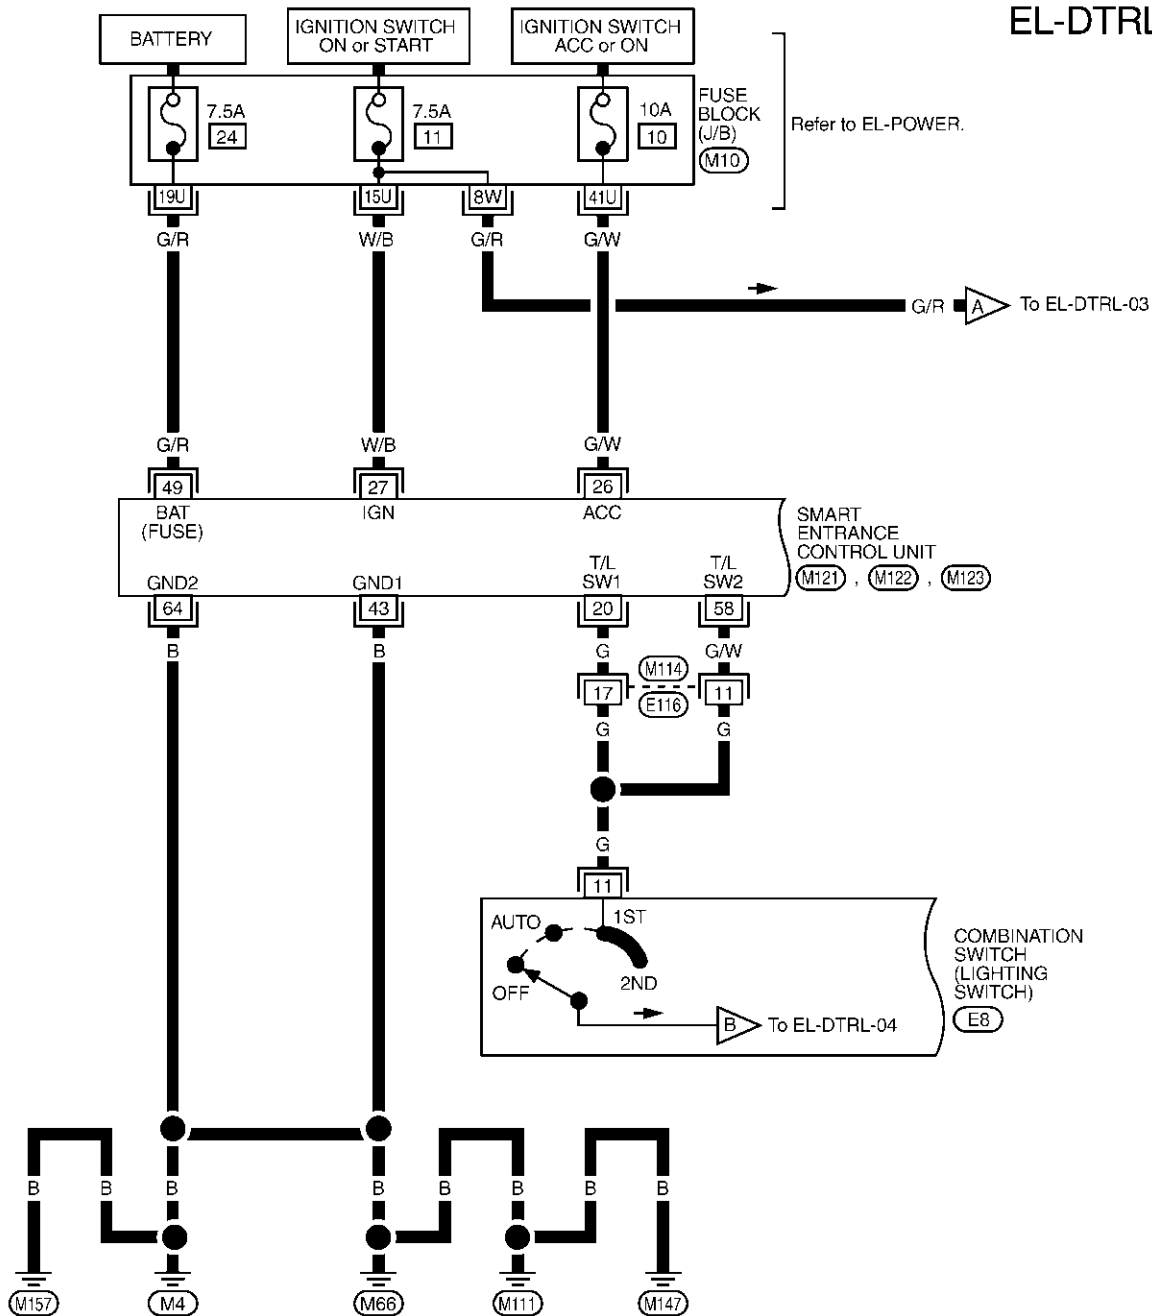 EL-DTRL
BATTERY
IGNITION SWITCH
ON or START
IGNITION SWITCH
ACC or ON
7.5A
24
7.5A
11
10A
10
FUSE
BLOCK
(J/B)
M10
Refer to EL-POWER.
19U
15U
8W
41U
G/R
W/B
G/R
G/W
G/R
A
To EL-DTRL-03
G/R
W/B
G/W
49
27
26
BAT
(FUSE)
IGN
ACC
SMART
ENTRANCE
CONTROL UNIT
M121 , M122 , M123
GND2
GND1
T/L
SW1
T/L
SW2
64
43
20
58
B
B
G
G/W
17
M114
E116
11
G
G
G
11
AUTO
1ST
OFF
2ND
B
To EL-DTRL-04
COMBINATION
SWITCH
(LIGHTING
SWITCH)
E8
B
B
B
B
B
B
B
B
M157
M4
M66
M111
M147